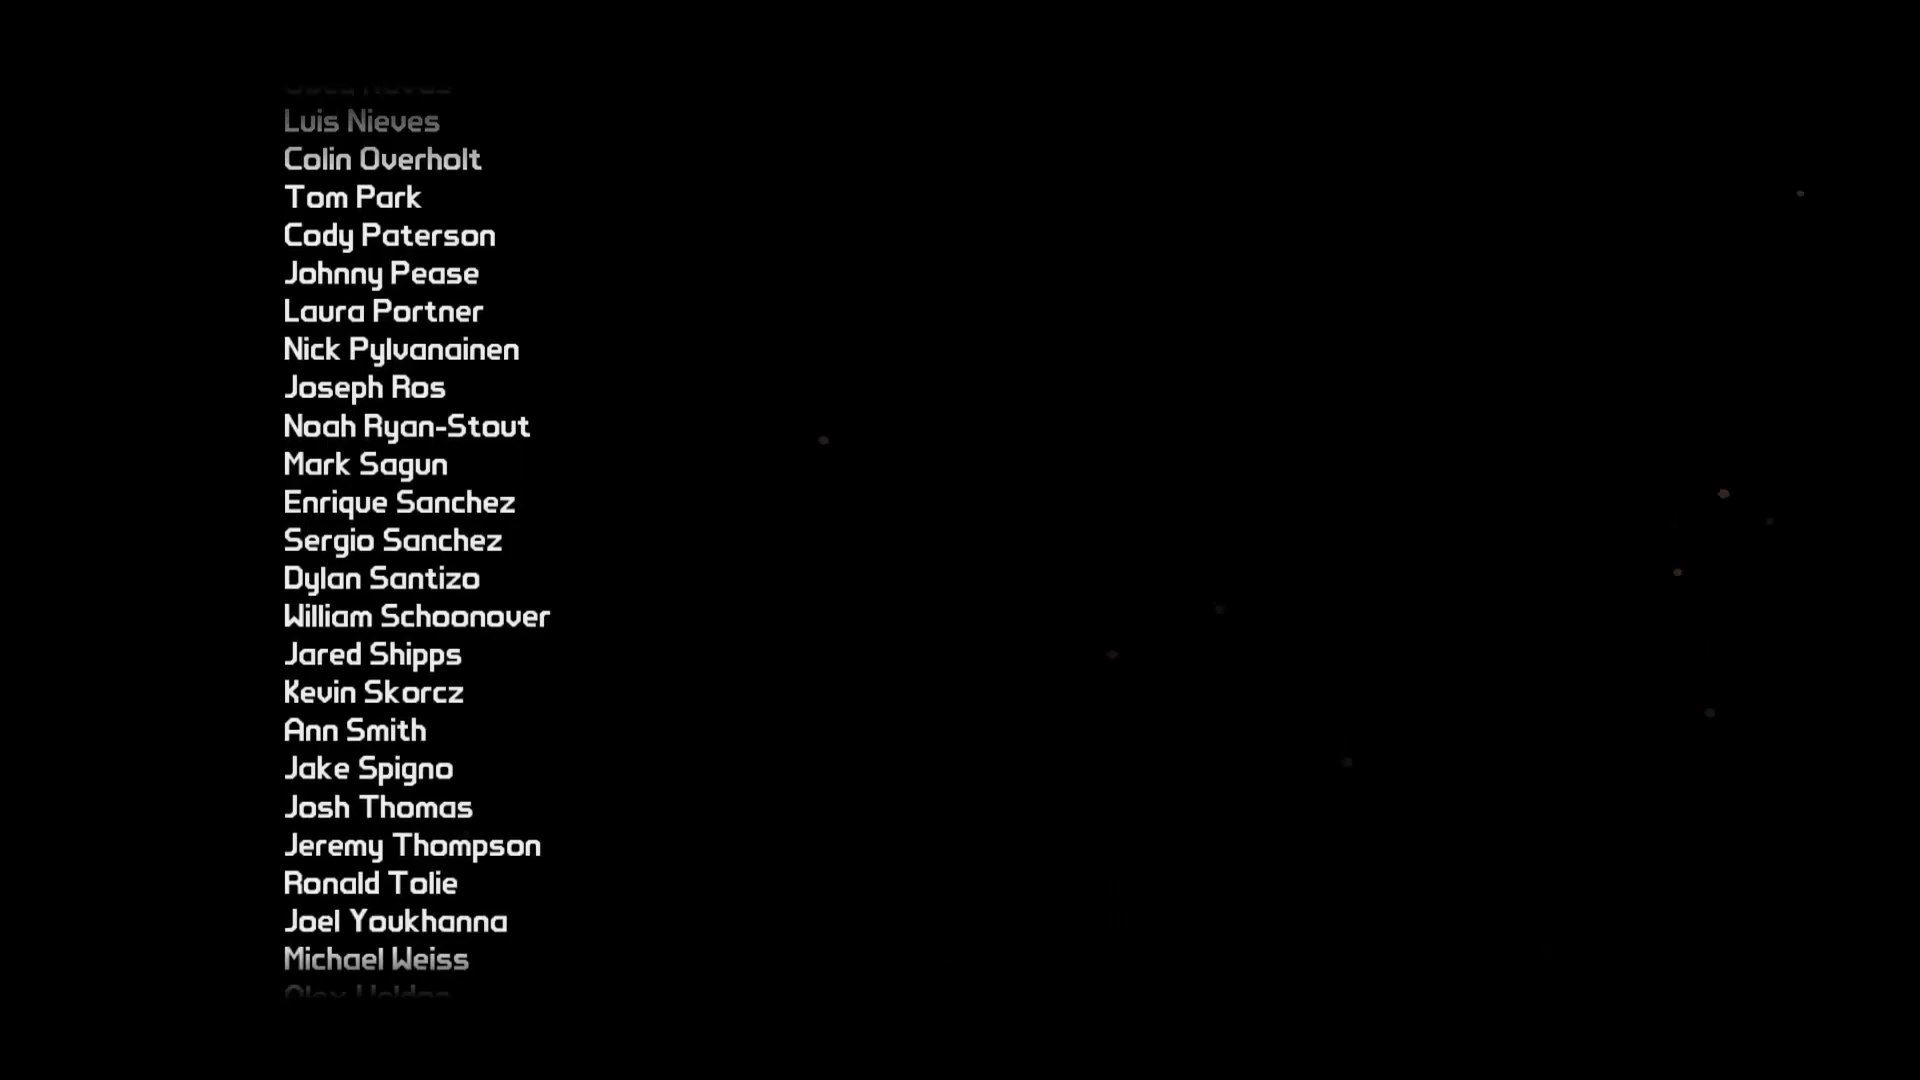 Luis Nieves
Colin Overholt
Tom Park
Cody Paterson
Johnny Pease
Laura Portner
Nick Pylvanainen
Joseph Ros
Noah Ryan-Stout
Mark Sagun
Enrique Sanchez
Sergio Sanchez
Dylan Santizo
William Schoonover
Jared Shipps
Kevin Skorcz
Ann Smith
Jake Spigno
Josh Thomas
Jeremy Thompson
Ronald Tolie
Joel Youkhanna
Michael Weiss